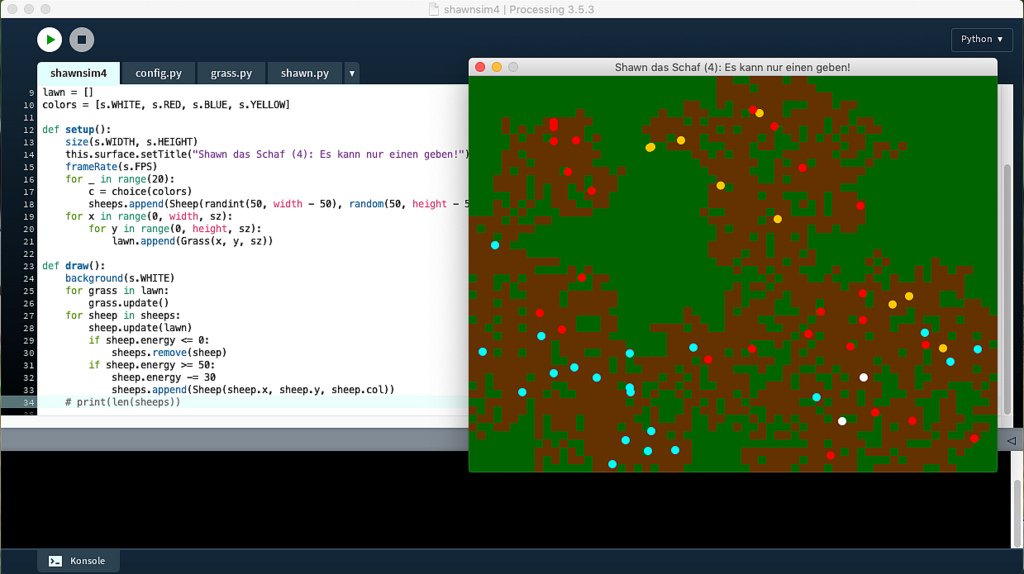 shawnsim4 | Processing 3.5.3
Python ▾
shawnsim4 config.py grass.py shawn.py ▾
Shawn das Schaf (4): Es kann nur einen geben!
9 lawn = []
10 colors = [s.WHITE, s.RED, s.BLUE, s.YELLOW]
11
12 def setup():
13     size(s.WIDTH, s.HEIGHT)
14     this.surface.setTitle("Shawn das Schaf (4): Es kann nur einen geben!")
15     frameRate(s.FPS)
16     for _ in range(20):
17         c = choice(colors)
18         sheeps.append(Sheep(randint(50, width - 50), random(50, height - 5
19     for x in range(0, width, sz):
20         for y in range(0, height, sz):
21             lawn.append(Grass(x, y, sz))
22
23 def draw():
24     background(s.WHITE)
25     for grass in lawn:
26         grass.update()
27     for sheep in sheeps:
28         sheep.update(lawn)
29         if sheep.energy <= 0:
30             sheeps.remove(sheep)
31         if sheep.energy >= 50:
32             sheep.energy -= 30
33             sheeps.append(Sheep(sheep.x, sheep.y, sheep.col))
34     # print(len(sheeps))
Konsole